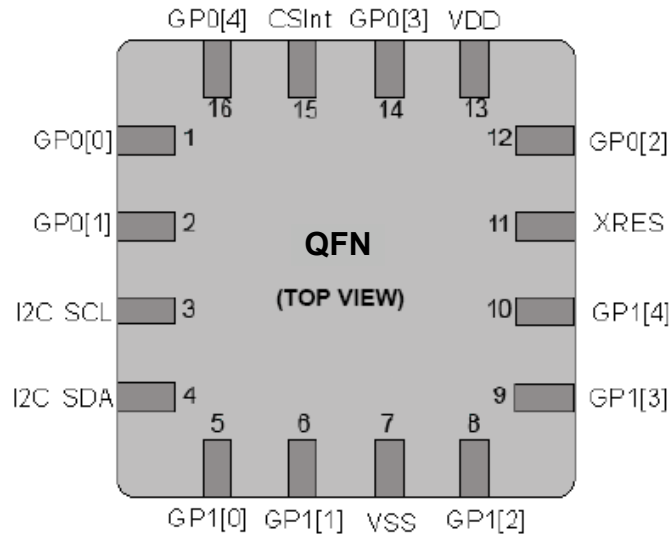 GP0[4] CSInt GP0[3] VDD
16 15 14 13
GP0[0] 1 12 GP0[2]
GP0[1] 2 11 XRES
QFN
(TOP VIEW)
I2C SCL 3 10 GP1[4]
I2C SDA 4 9 GP1[3]
5 6 7 8
GP1[0] GP1[1] VSS GP1[2]